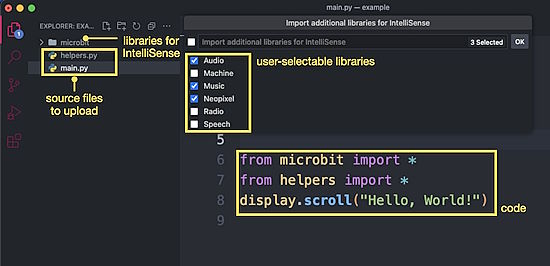 main.py — example
EXPLORER: EXA...
Import additional libraries for IntelliSense
Import additional libraries for IntelliSense
3 Selected
OK
microbit
libraries for
IntelliSense
helpers.py
main.py
source files
to upload
Audio
Machine
Music
Neopixel
Radio
Speech
user-selectable libraries
5
6 from microbit import *
7 from helpers import *
8 display.scroll("Hello, World!")
9
code